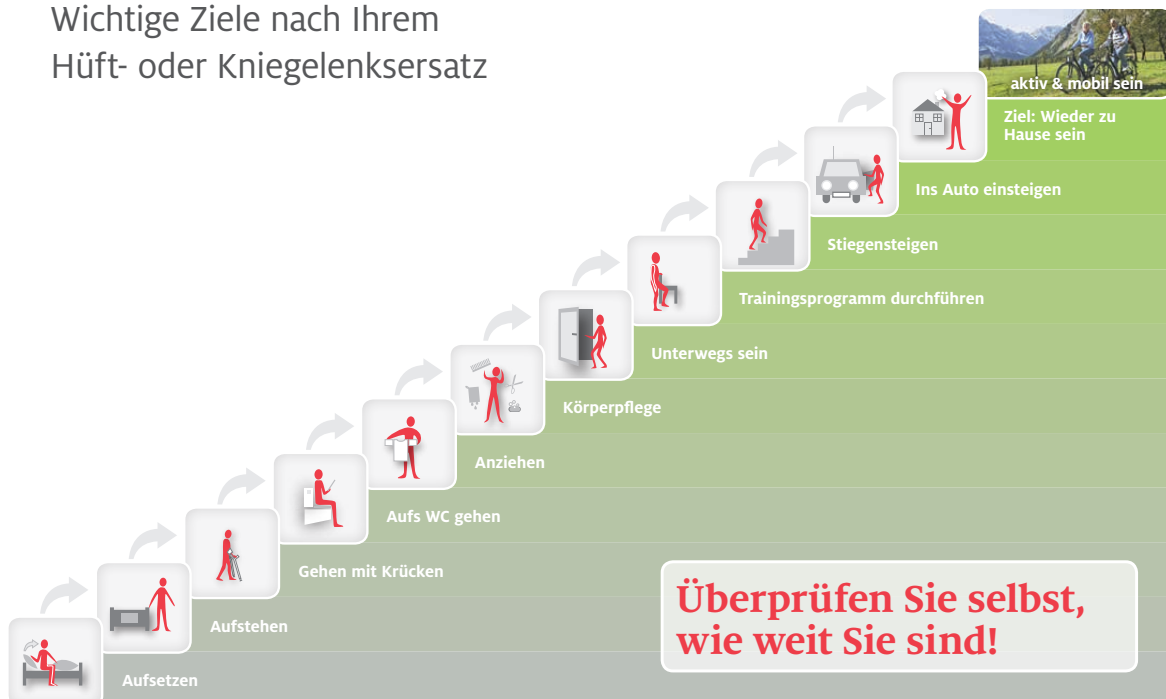 Wichtige Ziele nach Ihrem
Hüft- oder Kniegelenksersatz
aktiv & mobil sein
Ziel: Wieder zu
Hause sein
Ins Auto einsteigen
Stiegensteigen
Trainingsprogramm durchführen
Unterwegs sein
Körperpflege
Anziehen
Aufs WC gehen
Gehen mit Krücken
Aufstehen
Aufsetzen
Überprüfen Sie selbst,
wie weit Sie sind!